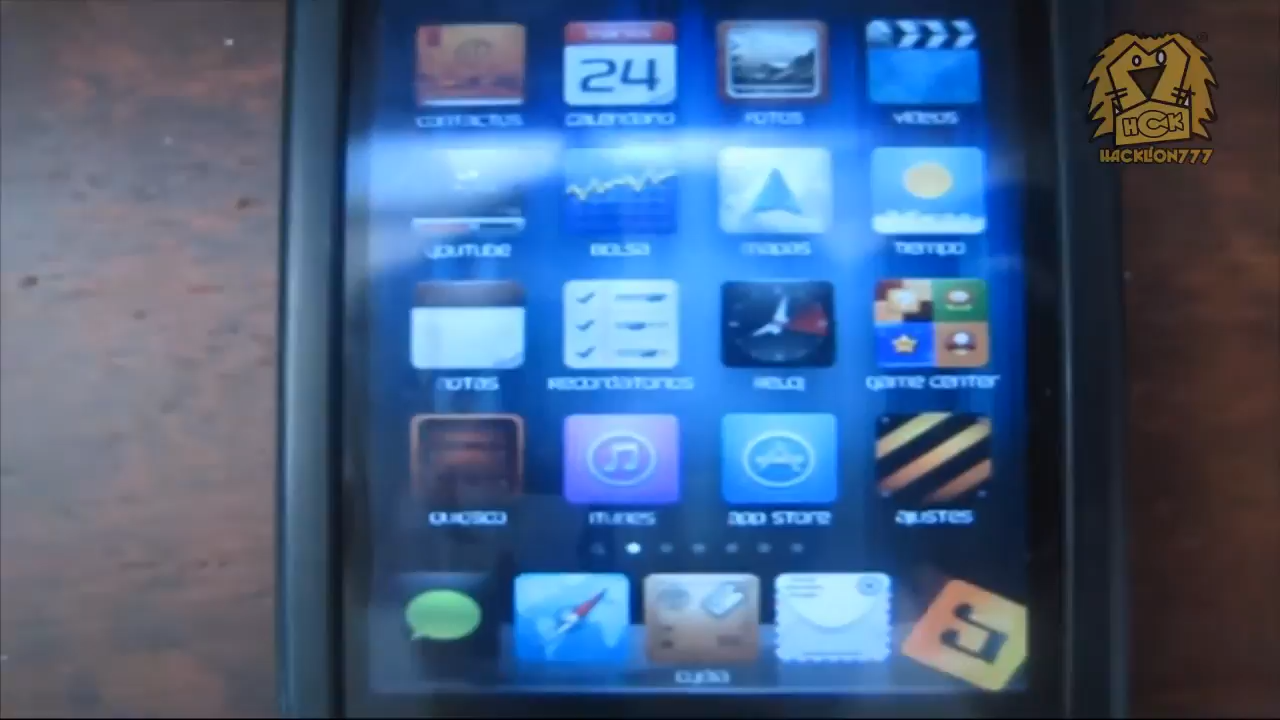 24
contactos calendario fotos videos
youtube Bolsa mapas tiempo
notas Recordatorios Reloj game center
Quiosco iTunes app store ajustes
cydia
HCK
HACKLION777